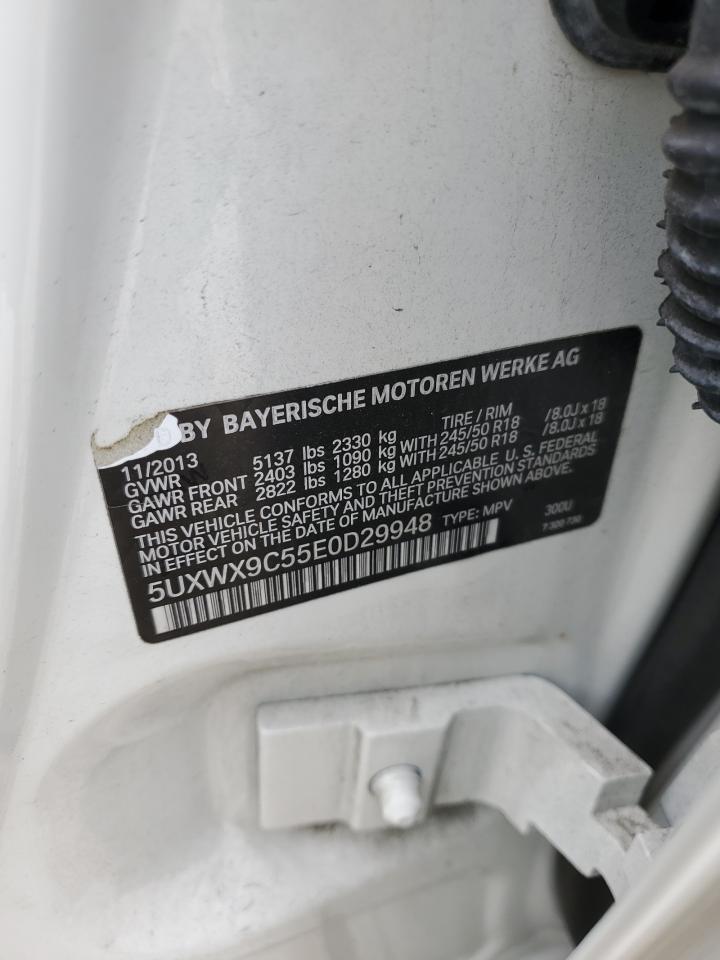 BY BAYERISCHE MOTOREN WERKE AG
11/2013 TIRE / RIM
GVWR 5137 lbs 2330 kg
GAWR FRONT 2403 lbs 1090 kg WITH 245/50 R18 /8.0J x 18
GAWR REAR 2822 lbs 1280 kg WITH 245/50 R18 /8.0J x 18
THIS VEHICLE CONFORMS TO ALL APPLICABLE U. S. FEDERAL
MOTOR VEHICLE SAFETY AND THEFT PREVENTION STANDARDS
IN EFFECT ON THE DATE OF MANUFACTURE SHOWN ABOVE.
5UXWX9C55E0D29948 TYPE: MPV 300U
7 300 730